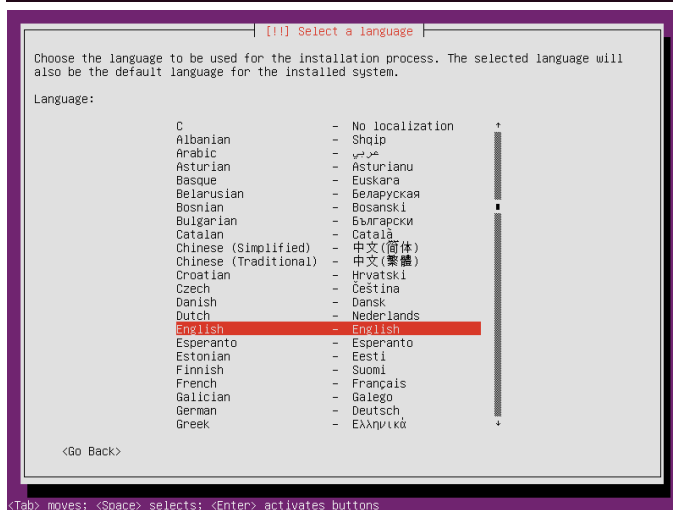 [!!] Select a language
Choose the language to be used for the installation process. The selected language will
also be the default language for the installed system.
Language:
C - No localization
Albanian - Shqip
Arabic - عربي
Asturian - Asturianu
Basque - Euskara
Belarusian - Беларуская
Bosnian - Bosanski
Bulgarian - Български
Catalan - Català
Chinese (Simplified) - 中文(简体)
Chinese (Traditional) - 中文(繁體)
Croatian - Hrvatski
Czech - Čeština
Danish - Dansk
Dutch - Nederlands
English - English
Esperanto - Esperanto
Estonian - Eesti
Finnish - Suomi
French - Français
Galician - Galego
German - Deutsch
Greek - Ελληνικά
<Go Back>
<Tab> moves; <Space> selects; <Enter> activates buttons